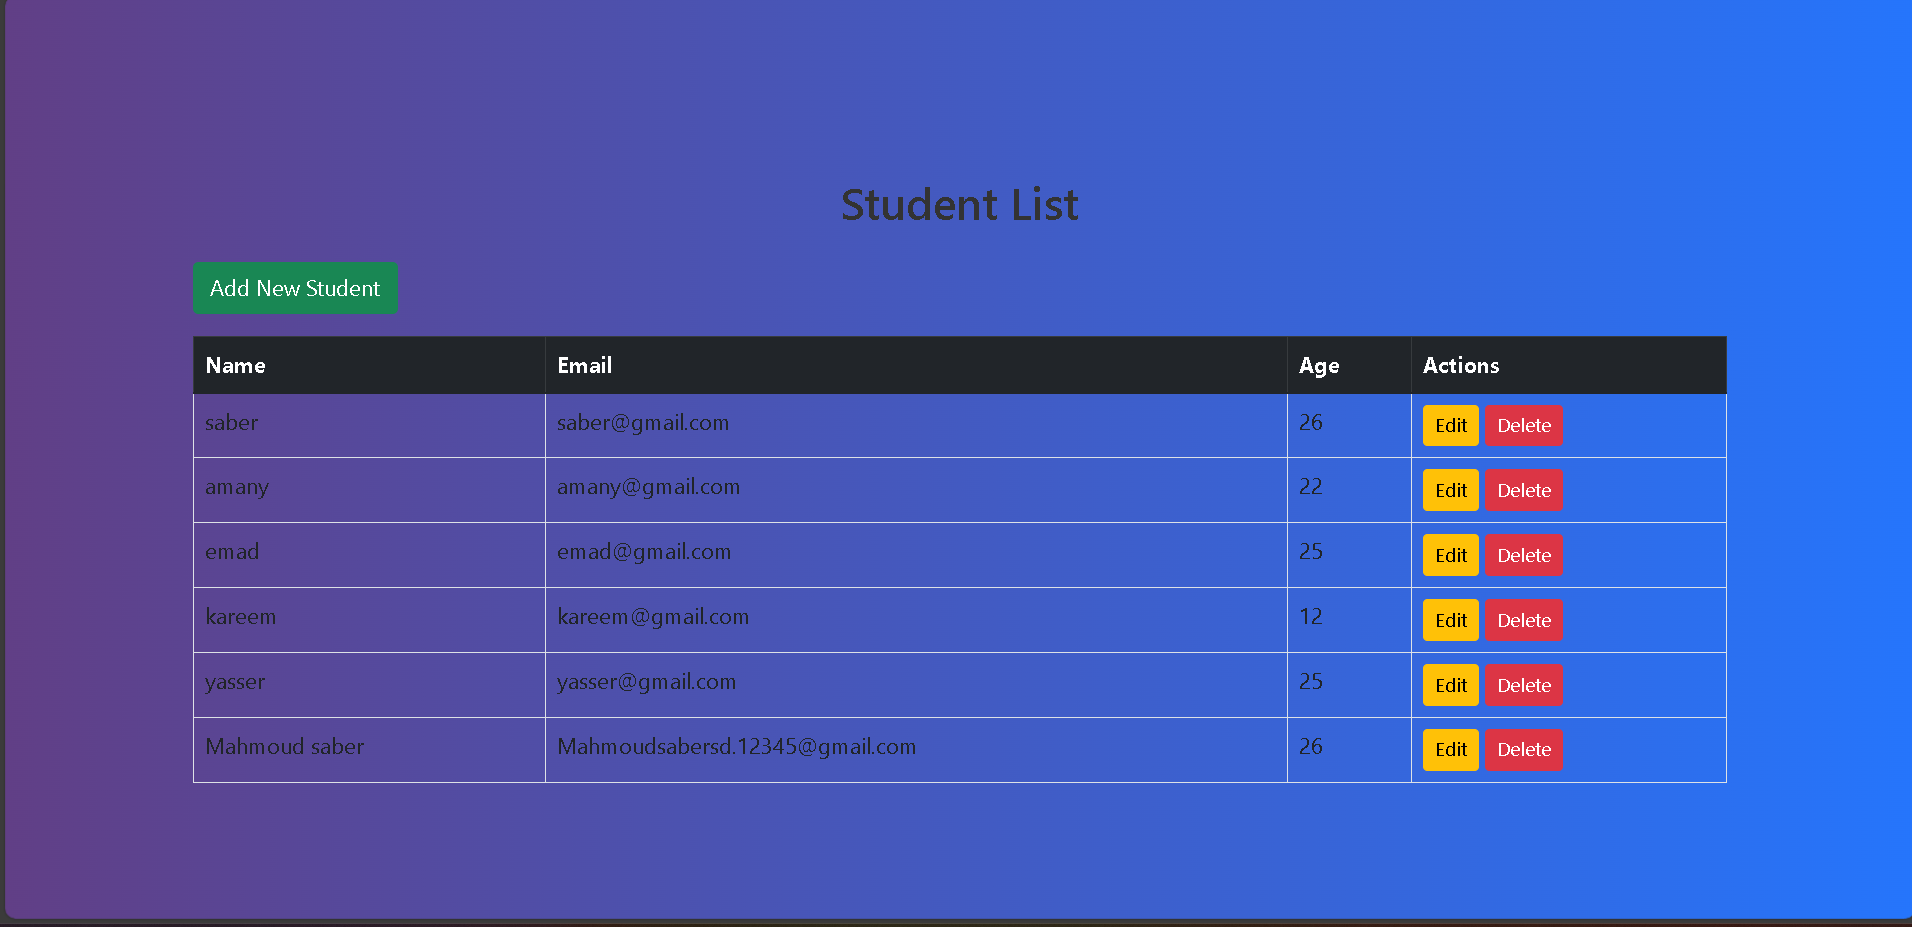 Student List
Add New Student
Name Email Age Actions
saber saber@gmail.com 26 Edit Delete
amany amany@gmail.com 22 Edit Delete
emad emad@gmail.com 25 Edit Delete
kareem kareem@gmail.com 12 Edit Delete
yasser yasser@gmail.com 25 Edit Delete
Mahmoud saber Mahmoudsabersd.12345@gmail.com 26 Edit Delete